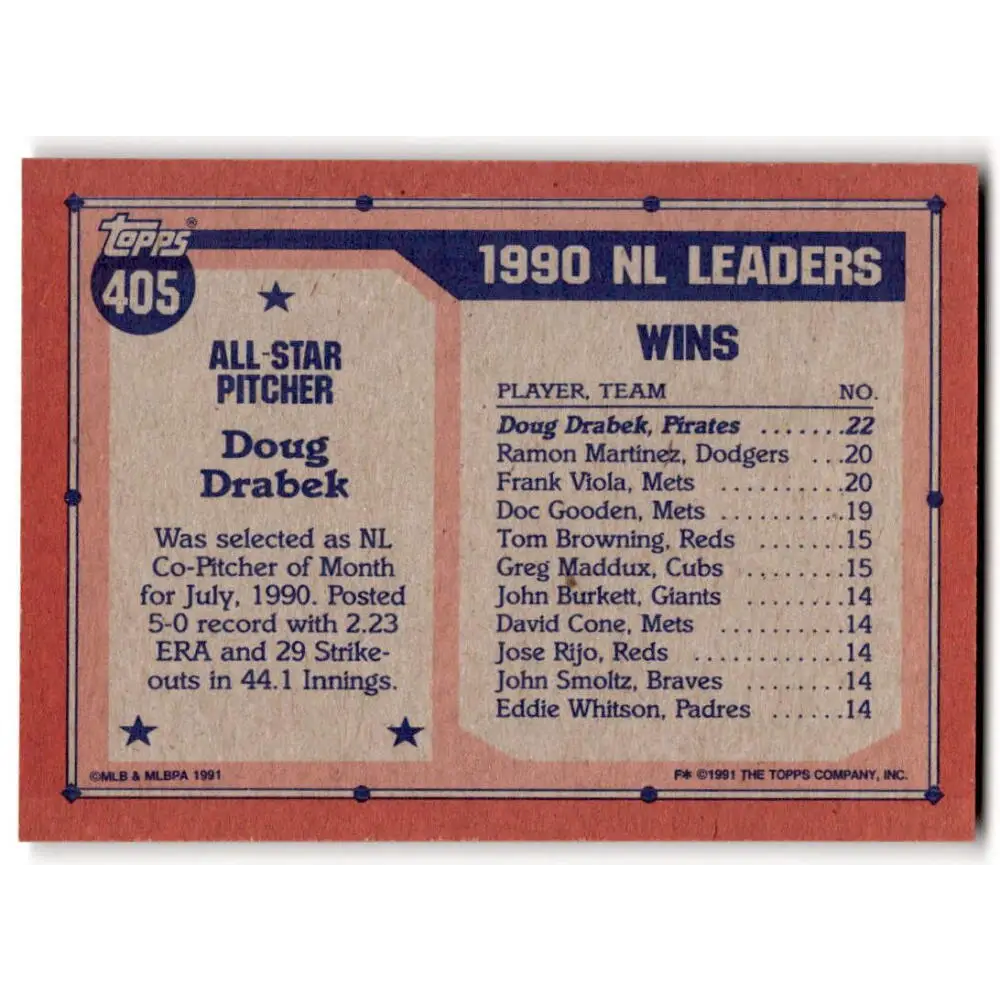 Topps®
405
1990 NL LEADERS
ALL-STAR
PITCHER
Doug
Drabek
Was selected as NL
Co-Pitcher of Month
for July, 1990. Posted
5-0 record with 2.23
ERA and 29 Strike-
outs in 44.1 Innings.
WINS
PLAYER, TEAM NO.
Doug Drabek, Pirates .......22
Ramon Martinez, Dodgers ...20
Frank Viola, Mets ..........20
Doc Gooden, Mets ..........19
Tom Browning, Reds .......15
Greg Maddux, Cubs ........15
John Burkett, Giants ........14
David Cone, Mets ..........14
Jose Rijo, Reds ............14
John Smoltz, Braves ........14
Eddie Whitson, Padres ......14
©MLB & MLBPA 1991
F* ©1991 THE TOPPS COMPANY, INC.